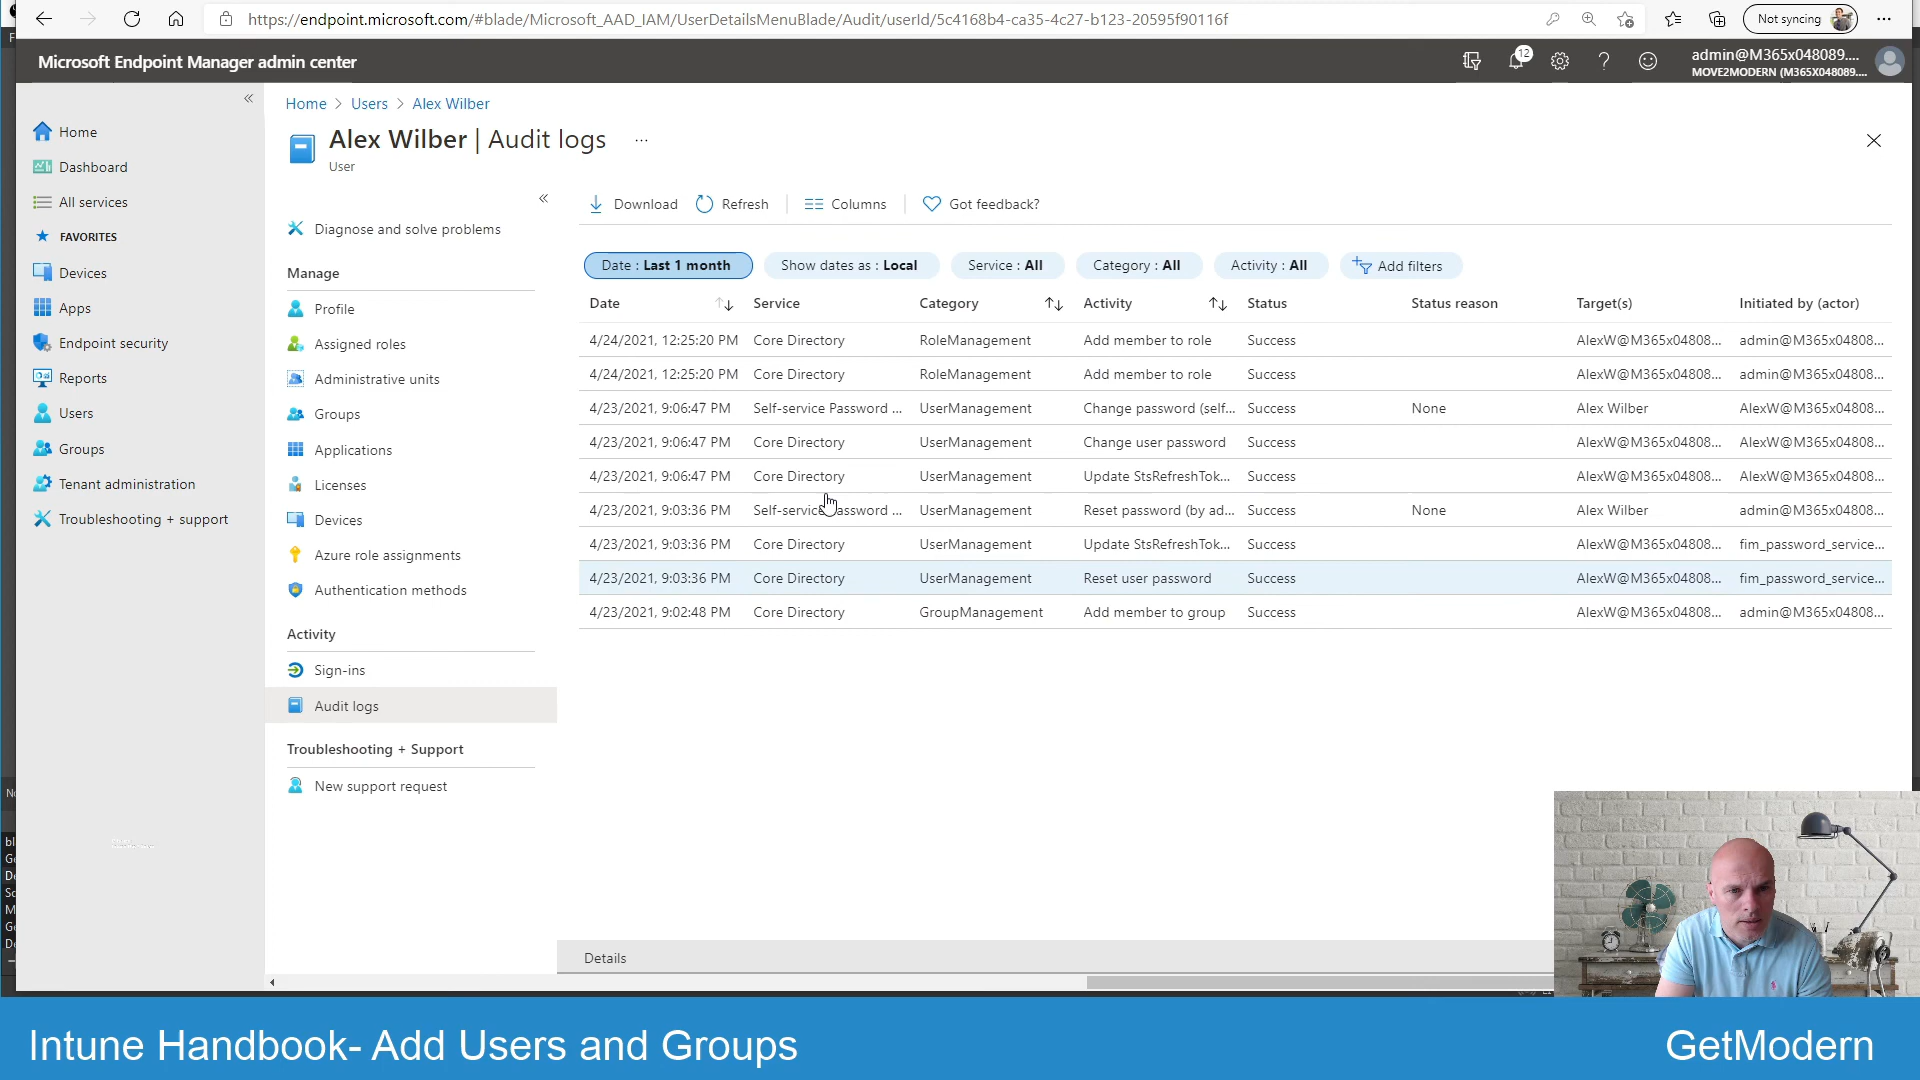 https://endpoint.microsoft.com/#blade/Microsoft_AAD_IAM/UserDetailsMenuBlade/Audit/userId/5c4168b4-ca35-4c27-b123-20595f90116f
Not syncing
Microsoft Endpoint Manager admin center
12
admin@M365x048089....
MOVE2MODERN (M365X048089....
Home > Users > Alex Wilber
Alex Wilber | Audit logs ...
User
Home
Dashboard
All services
FAVORITES
Devices
Apps
Endpoint security
Reports
Users
Groups
Tenant administration
Troubleshooting + support
Diagnose and solve problems
Manage
Profile
Assigned roles
Administrative units
Groups
Applications
Licenses
Devices
Azure role assignments
Authentication methods
Activity
Sign-ins
Audit logs
Troubleshooting + Support
New support request
Download Refresh Columns Got feedback?
Date : Last 1 month Show dates as : Local Service : All Category : All Activity : All Add filters
Date Service Category Activity Status Status reason Target(s) Initiated by (actor)
4/24/2021, 12:25:20 PM Core Directory RoleManagement Add member to role Success AlexW@M365x04808... admin@M365x04808...
4/24/2021, 12:25:20 PM Core Directory RoleManagement Add member to role Success AlexW@M365x04808... admin@M365x04808...
4/23/2021, 9:06:47 PM Self-service Password ... UserManagement Change password (self... Success None Alex Wilber AlexW@M365x04808...
4/23/2021, 9:06:47 PM Core Directory UserManagement Change user password Success AlexW@M365x04808... AlexW@M365x04808...
4/23/2021, 9:06:47 PM Core Directory UserManagement Update StsRefreshTok... Success AlexW@M365x04808... AlexW@M365x04808...
4/23/2021, 9:03:36 PM Self-service Password ... UserManagement Reset password (by ad... Success None Alex Wilber admin@M365x04808...
4/23/2021, 9:03:36 PM Core Directory UserManagement Update StsRefreshTok... Success AlexW@M365x04808... fim_password_service...
4/23/2021, 9:03:36 PM Core Directory UserManagement Reset user password Success AlexW@M365x04808... fim_password_service...
4/23/2021, 9:02:48 PM Core Directory GroupManagement Add member to group Success AlexW@M365x04808... admin@M365x04808...
Details
Intune Handbook- Add Users and Groups
GetModern